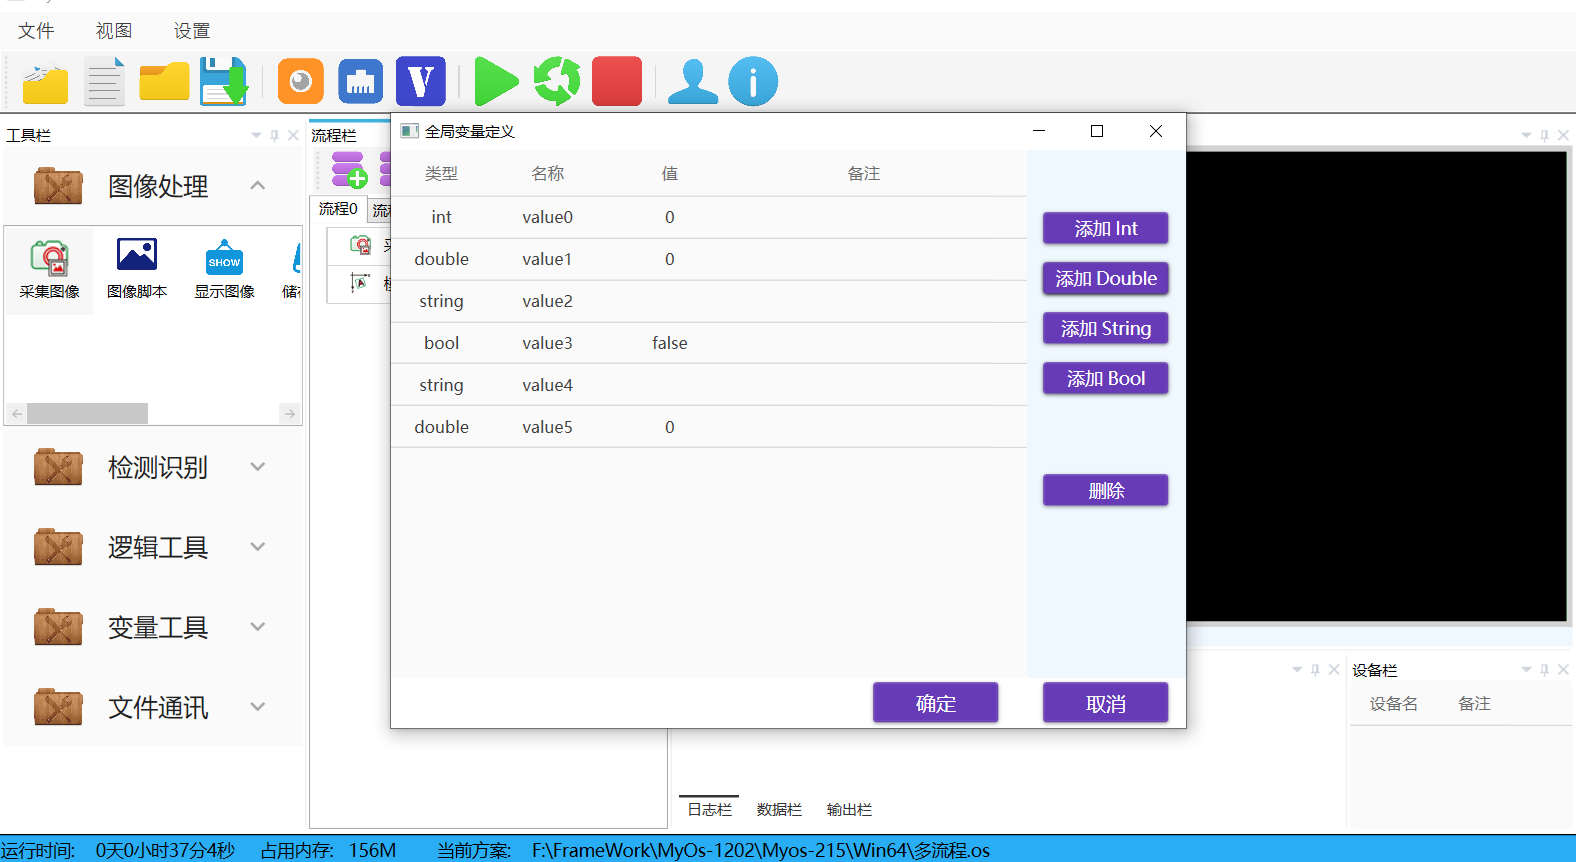 文件 视图 设置
V
工具栏
流程栏
图像处理
采集图像 图像脚本 SHOW 显示图像
检测识别
逻辑工具
变量工具
文件通讯
流程0
全局变量定义
类型 名称 值 备注
int value0 0
double value1 0
string value2
bool value3 false
string value4
double value5 0
添加 Int
添加 Double
添加 String
添加 Bool
删除
确定 取消
设备栏
设备名 备注
日志栏 数据栏 输出栏
运行时间: 0天0小时37分4秒 占用内存: 156M 当前方案: F:\FrameWork\MyOs-1202\Myos-215\Win64\多流程.os